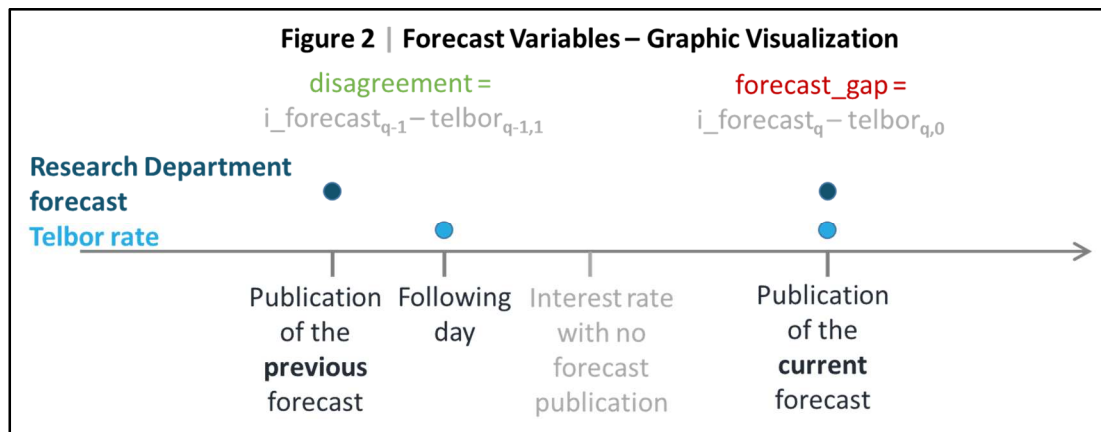 Figure 2 | Forecast Variables – Graphic Visualization
disagreement =
i_forecastq-1 – telborq-1,1
forecast_gap =
i_forecastq – telborq,0
Research Department
forecast
Telbor rate
Publication
of the
previous
forecast
Following
day
Interest rate
with no
forecast
publication
Publication
of the
current
forecast